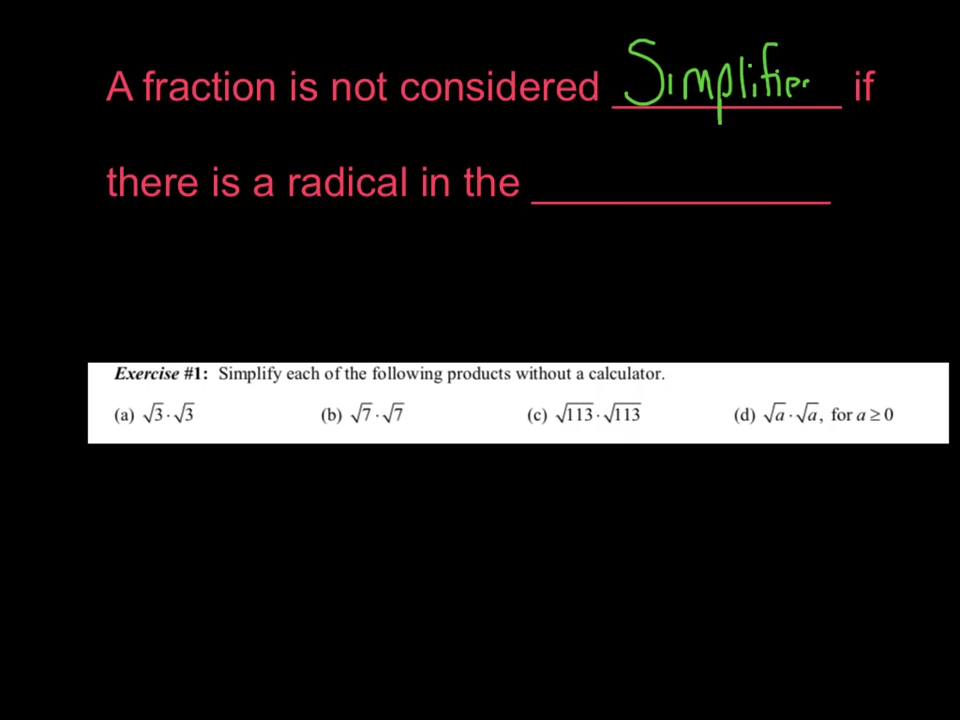 A fraction is not considered Simplifier if
there is a radical in the ______________
Exercise #1: Simplify each of the following products without a calculator.
(a) √3·√3 (b) √7·√7 (c) √113·√113 (d) √a·√a, for a ≥ 0